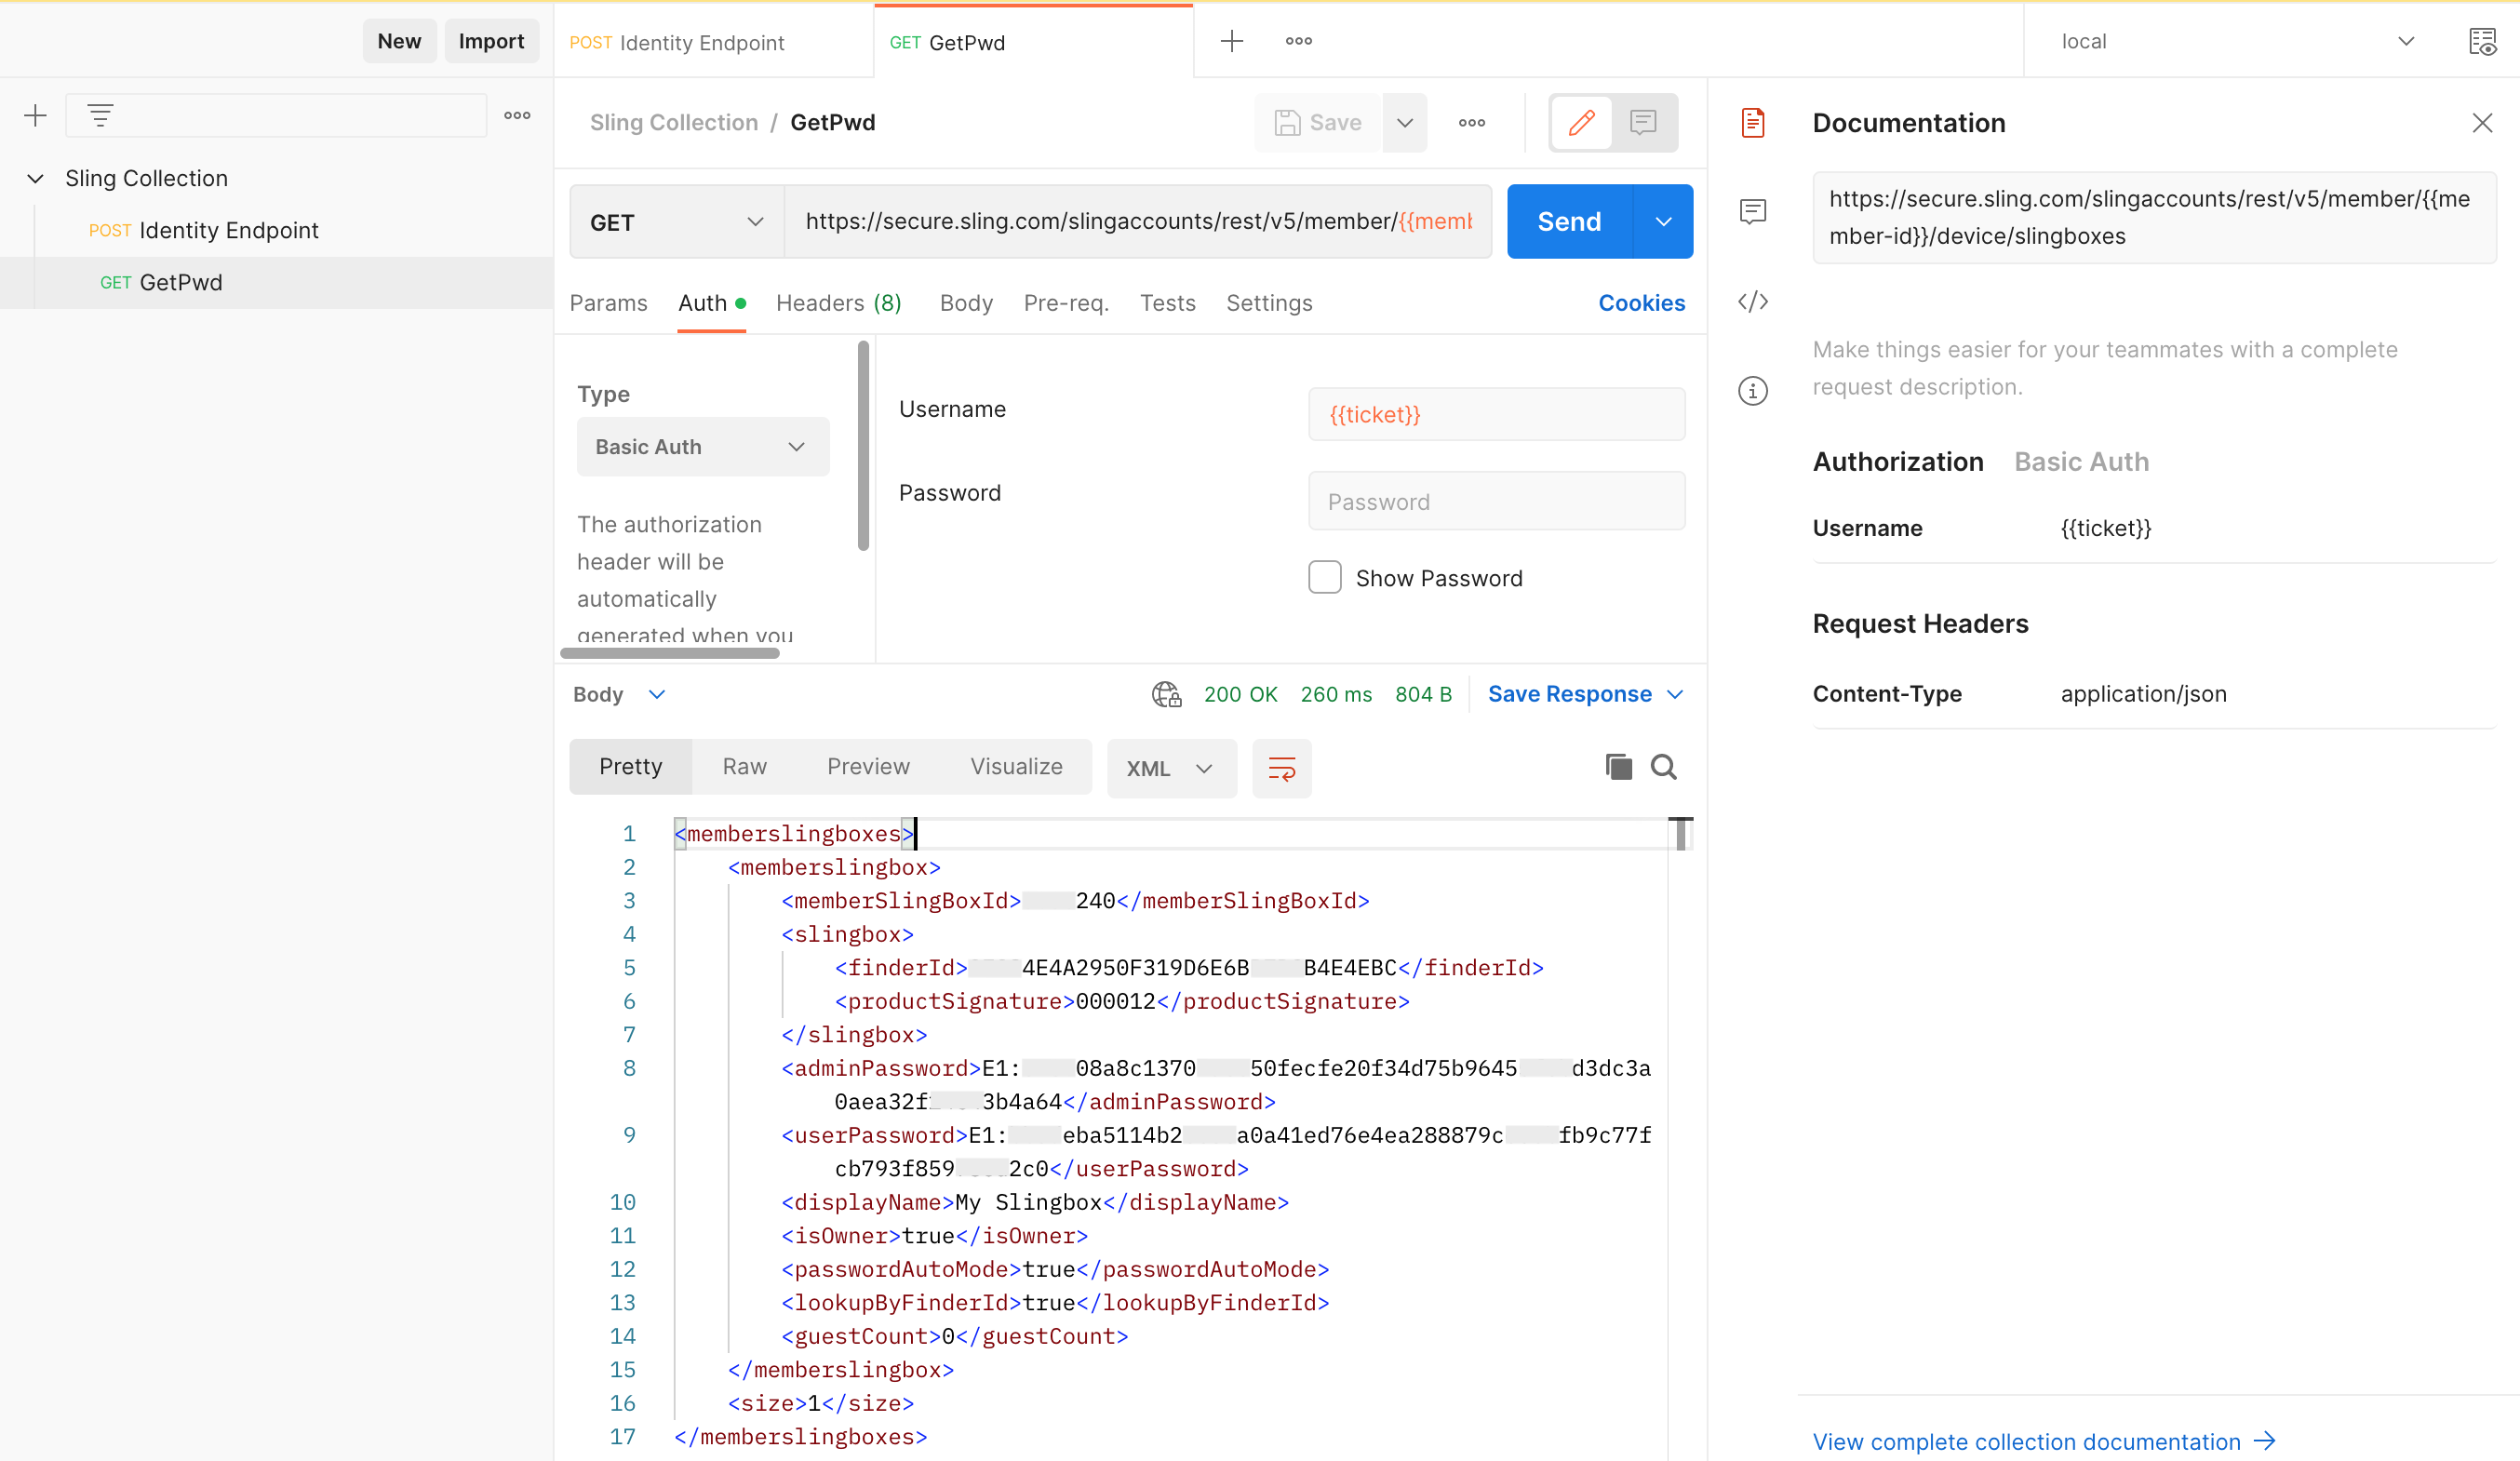 New
Import
POST Identity Endpoint
GET GetPwd
local
Sling Collection
POST Identity Endpoint
GET GetPwd
Sling Collection / GetPwd
Save
GET
https://secure.sling.com/slingaccounts/rest/v5/member/{{memb
Send
Params
Auth
Headers (8)
Body
Pre-req.
Tests
Settings
Cookies
Type
Basic Auth
The authorization
header will be
automatically
generated when you
Username
{{ticket}}
Password
Password
Show Password
Body
200 OK
260 ms
804 B
Save Response
Pretty
Raw
Preview
Visualize
XML
1 <memberslingboxes>
2 <memberslingbox>
3 <memberSlingBoxId> 240</memberSlingBoxId>
4 <slingbox>
5 <finderId> 4E4A2950F319D6E6B B4E4EBC</finderId>
6 <productSignature>000012</productSignature>
7 </slingbox>
8 <adminPassword>E1: 08a8c1370 50fecfe20f34d75b9645 d3dc3a
0aea32f 3b4a64</adminPassword>
9 <userPassword>E1: eba5114b2 a0a41ed76e4ea288879c fb9c77f
cb793f859 2c0</userPassword>
10 <displayName>My Slingbox</displayName>
11 <isOwner>true</isOwner>
12 <passwordAutoMode>true</passwordAutoMode>
13 <lookupByFinderId>true</lookupByFinderId>
14 <guestCount>0</guestCount>
15 </memberslingbox>
16 <size>1</size>
17 </memberslingboxes>
Documentation
https://secure.sling.com/slingaccounts/rest/v5/member/{{me
mber-id}}/device/slingboxes
Make things easier for your teammates with a complete
request description.
Authorization Basic Auth
Username {{ticket}}
Request Headers
Content-Type application/json
View complete collection documentation →